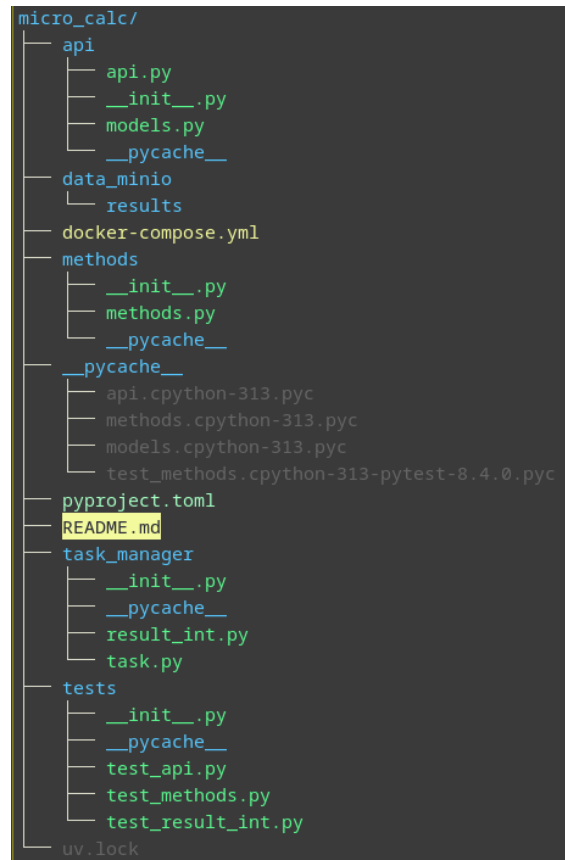 micro_calc/
├── api
│   ├── api.py
│   ├── __init__.py
│   ├── models.py
│   └── __pycache__
├── data_minio
│   └── results
├── docker-compose.yml
├── methods
│   ├── __init__.py
│   ├── methods.py
│   └── __pycache__
├── __pycache__
│   ├── api.cpython-313.pyc
│   ├── methods.cpython-313.pyc
│   ├── models.cpython-313.pyc
│   └── test_methods.cpython-313-pytest-8.4.0.pyc
├── pyproject.toml
├── README.md
├── task_manager
│   ├── __init__.py
│   ├── __pycache__
│   ├── result_int.py
│   └── task.py
├── tests
│   ├── __init__.py
│   ├── __pycache__
│   ├── test_api.py
│   ├── test_methods.py
│   └── test_result_int.py
└── uv.lock